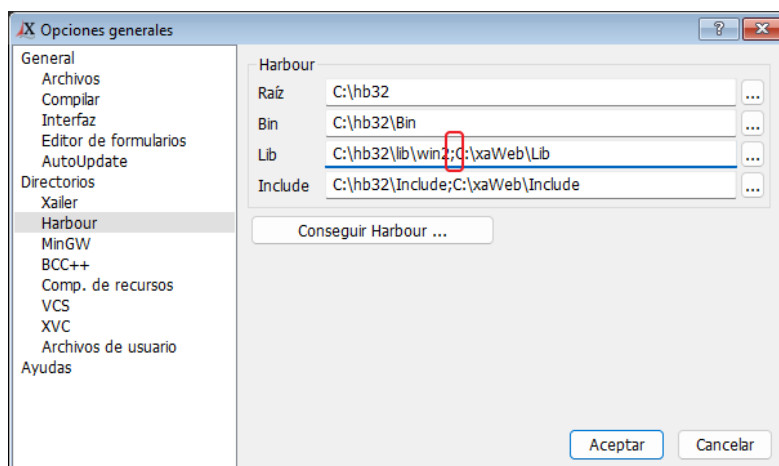 Opciones generales
General
Archivos
Compilar
Interfaz
Editor de formularios
AutoUpdate
Directorios
Xailer
Harbour
MinGW
BCC++
Comp. de recursos
VCS
XVC
Archivos de usuario
Ayudas
Harbour
Raíz C:\hb32 ...
Bin C:\hb32\Bin ...
Lib C:\hb32\lib\win2;C:\xaWeb\Lib ...
Include C:\hb32\Include;C:\xaWeb\Include ...
Conseguir Harbour ...
Aceptar Cancelar